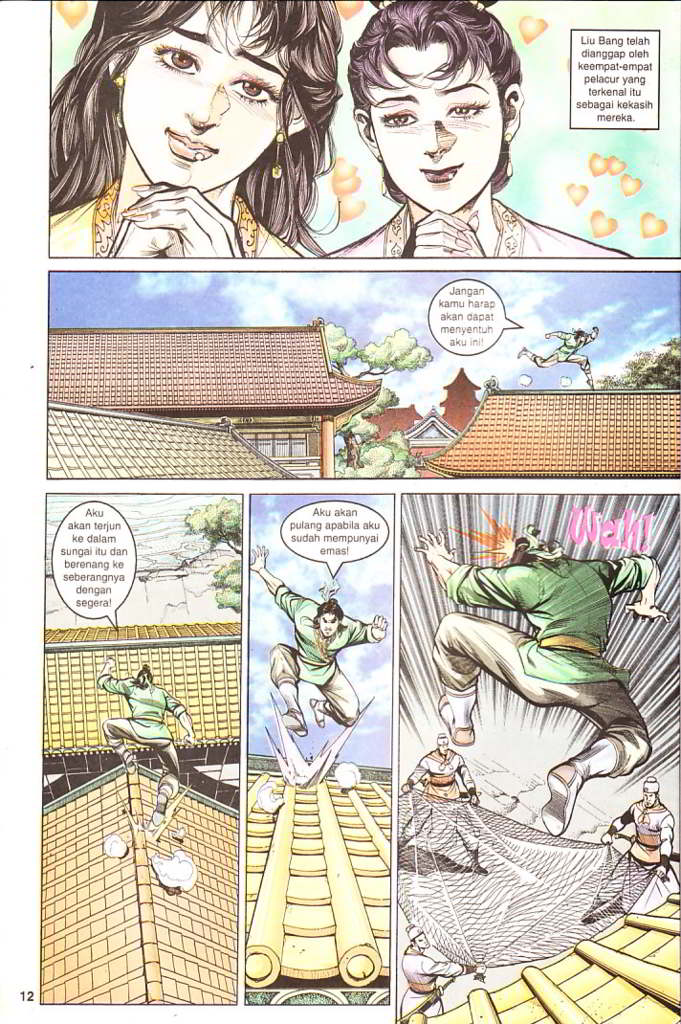 Liu Bang telah
dianggap oleh
keempat-empat
pelacur yang
terkenal itu
sebagai kekasih
mereka.
Jangan
kamu harap
akan dapat
menyentuh
aku ini!
Aku
akan terjun
ke dalam
sungai itu dan
berenang ke
seberangnya
dengan
segera!
Aku akan
pulang apabila aku
sudah mempunyai
emas!
Wah!
12